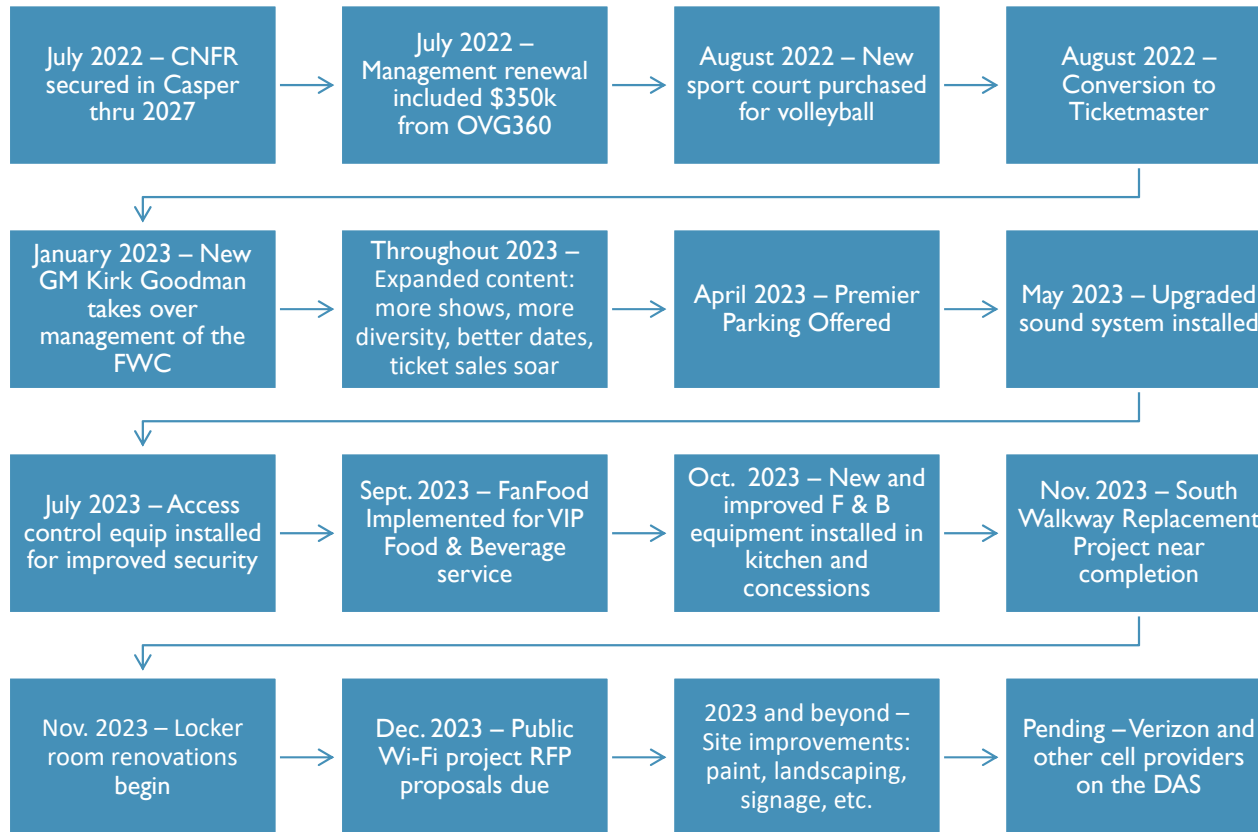 July 2022 – CNFR
secured in Casper
thru 2027
July 2022 –
Management renewal
included $350k
from OVG360
August 2022 – New
sport court purchased
for volleyball
August 2022 –
Conversion to
Ticketmaster
January 2023 – New
GM Kirk Goodman
takes over
management of the
FWC
Throughout 2023 –
Expanded content:
more shows, more
diversity, better dates,
ticket sales soar
April 2023 – Premier
Parking Offered
May 2023 – Upgraded
sound system installed
July 2023 – Access
control equip installed
for improved security
Sept. 2023 – FanFood
Implemented for VIP
Food & Beverage
service
Oct. 2023 – New and
improved F & B
equipment installed in
kitchen and
concessions
Nov. 2023 – South
Walkway Replacement
Project near
completion
Nov. 2023 – Locker
room renovations
begin
Dec. 2023 – Public
Wi-Fi project RFP
proposals due
2023 and beyond –
Site improvements:
paint, landscaping,
signage, etc.
Pending – Verizon and
other cell providers
on the DAS